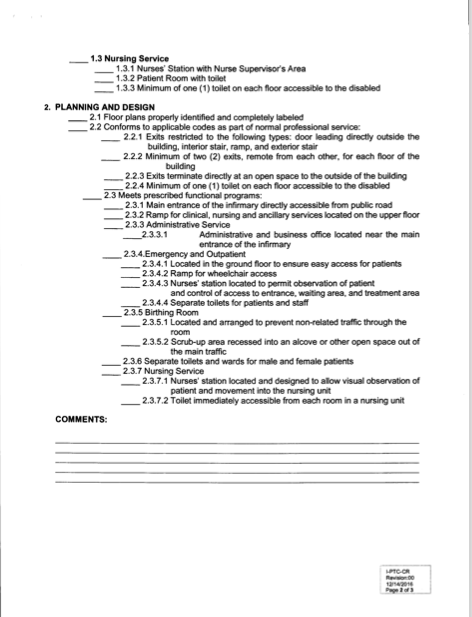 ____ 1.3 Nursing Service
____ 1.3.1 Nurses' Station with Nurse Supervisor's Area
____ 1.3.2 Patient Room with toilet
____ 1.3.3 Minimum of one (1) toilet on each floor accessible to the disabled
2. PLANNING AND DESIGN
____ 2.1 Floor plans properly identified and completely labeled
____ 2.2 Conforms to applicable codes as part of normal professional service:
____ 2.2.1 Exits restricted to the following types: door leading directly outside the
building, interior stair, ramp, and exterior stair
____ 2.2.2 Minimum of two (2) exits, remote from each other, for each floor of the
building
____ 2.2.3 Exits terminate directly at an open space to the outside of the building
____ 2.2.4 Minimum of one (1) toilet on each floor accessible to the disabled
____ 2.3 Meets prescribed functional programs:
____ 2.3.1 Main entrance of the infirmary directly accessible from public road
____ 2.3.2 Ramp for clinical, nursing and ancillary services located on the upper floor
____ 2.3.3 Administrative Service
____2.3.3.1 Administrative and business office located near the main
entrance of the infirmary
____ 2.3.4.Emergency and Outpatient
____ 2.3.4.1 Located in the ground floor to ensure easy access for patients
____ 2.3.4.2 Ramp for wheelchair access
____ 2.3.4.3 Nurses' station located to permit observation of patient
and control of access to entrance, waiting area, and treatment area
____ 2.3.4.4 Separate toilets for patients and staff
____ 2.3.5 Birthing Room
____ 2.3.5.1 Located and arranged to prevent non-related traffic through the
room
____ 2.3.5.2 Scrub-up area recessed into an alcove or other open space out of
the main traffic
____ 2.3.6 Separate toilets and wards for male and female patients
____ 2.3.7 Nursing Service
____ 2.3.7.1 Nurses' station located and designed to allow visual observation of
patient and movement into the nursing unit
____ 2.3.7.2 Toilet immediately accessible from each room in a nursing unit
COMMENTS:
I-PTC-CR
Revision:00
12/14/2016
Page 2 of 3